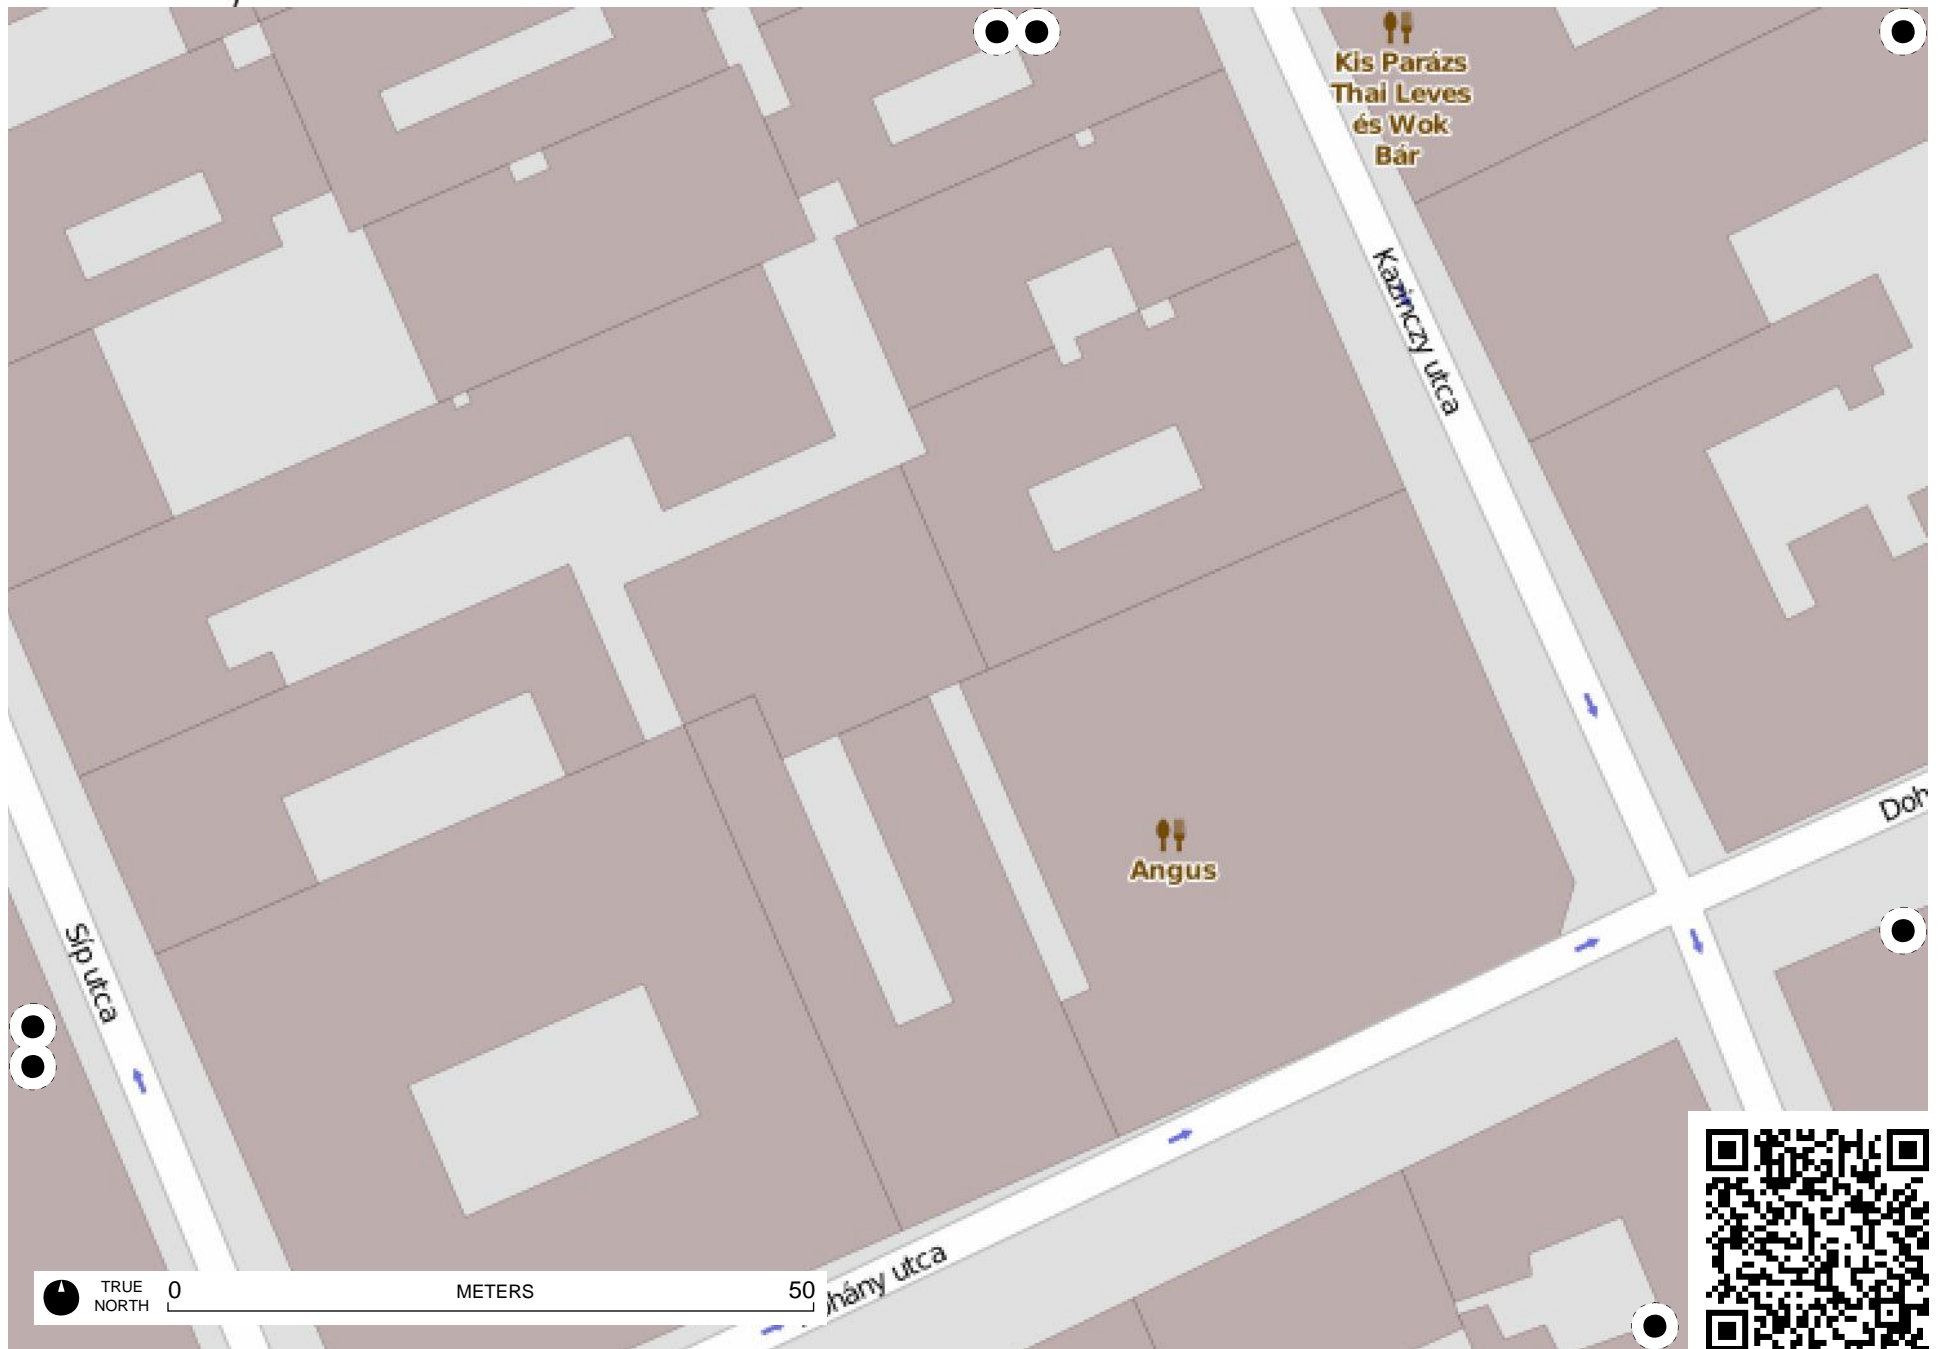 Kis Parázs
Thai Leves
és Wok
Bár
Kazinczy utca
Doh
Angus
Síp utca
hány utca
TRUE
NORTH
0
METERS
50